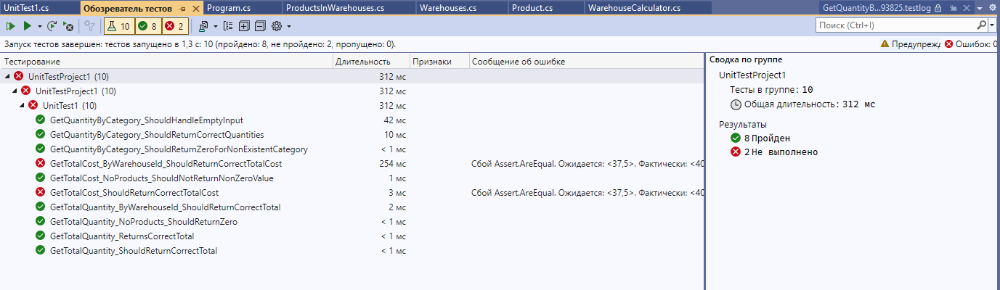 UnitTest1.cs Обозреватель тестов Program.cs ProductsInWarehouses.cs Warehouses.cs Product.cs WarehouseCalculator.cs GetQuantityB...93825.testlog
10 8 2 Поиск (Ctrl+I)
Запуск тестов завершен: тестов запущено в 1,3 с: 10 (пройдено: 8, не пройдено: 2, пропущено: 0). Предупрежд Ошибок: 0
Тестирование Длительность Признаки Сообщение об ошибке Сводка по группе
UnitTestProject1 (10) 312 мс UnitTestProject1
UnitTestProject1 (10) 312 мс Тесты в группе: 10
UnitTest1 (10) 312 мс Общая длительность: 312 мс
GetQuantityByCategory_ShouldHandleEmptyInput 42 мс Результаты
GetQuantityByCategory_ShouldReturnCorrectQuantities 10 мс 8 Пройден
GetQuantityByCategory_ShouldReturnZeroForNonExistentCategory < 1 мс 2 Не выполнено
GetTotalCost_ByWarehouseId_ShouldReturnCorrectTotalCost 254 мс Сбой Assert.AreEqual. Ожидается: <37,5>. Фактически: <40
GetTotalCost_NoProducts_ShouldNotReturnNonZeroValue 1 мс
GetTotalCost_ShouldReturnCorrectTotalCost 3 мс Сбой Assert.AreEqual. Ожидается: <37,5>. Фактически: <40
GetTotalQuantity_ByWarehouseId_ShouldReturnCorrectTotal 2 мс
GetTotalQuantity_NoProducts_ShouldReturnZero < 1 мс
GetTotalQuantity_ReturnsCorrectTotal < 1 мс
GetTotalQuantity_ShouldReturnCorrectTotal < 1 мс